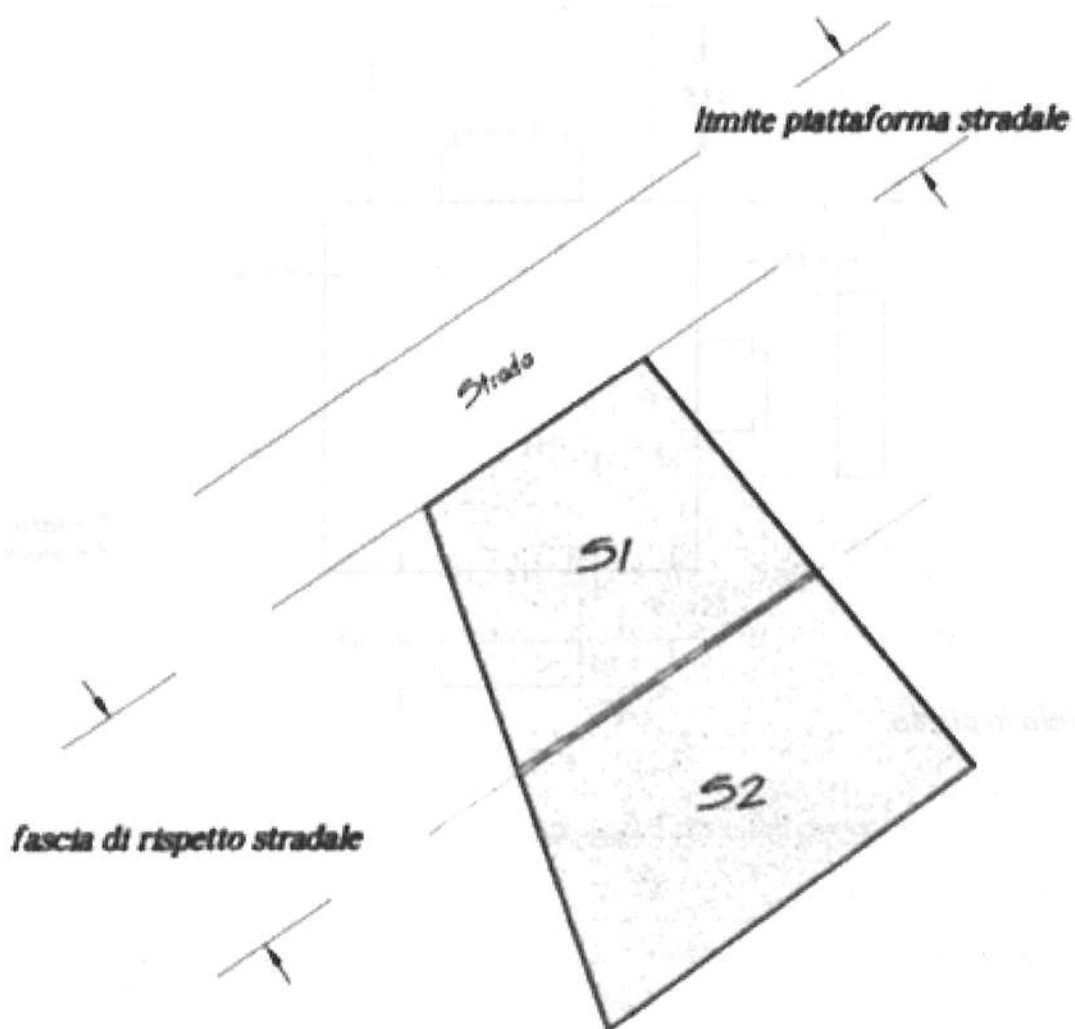 limite piattaforma stradale
Strada
S1
S2
fascia di rispetto stradale